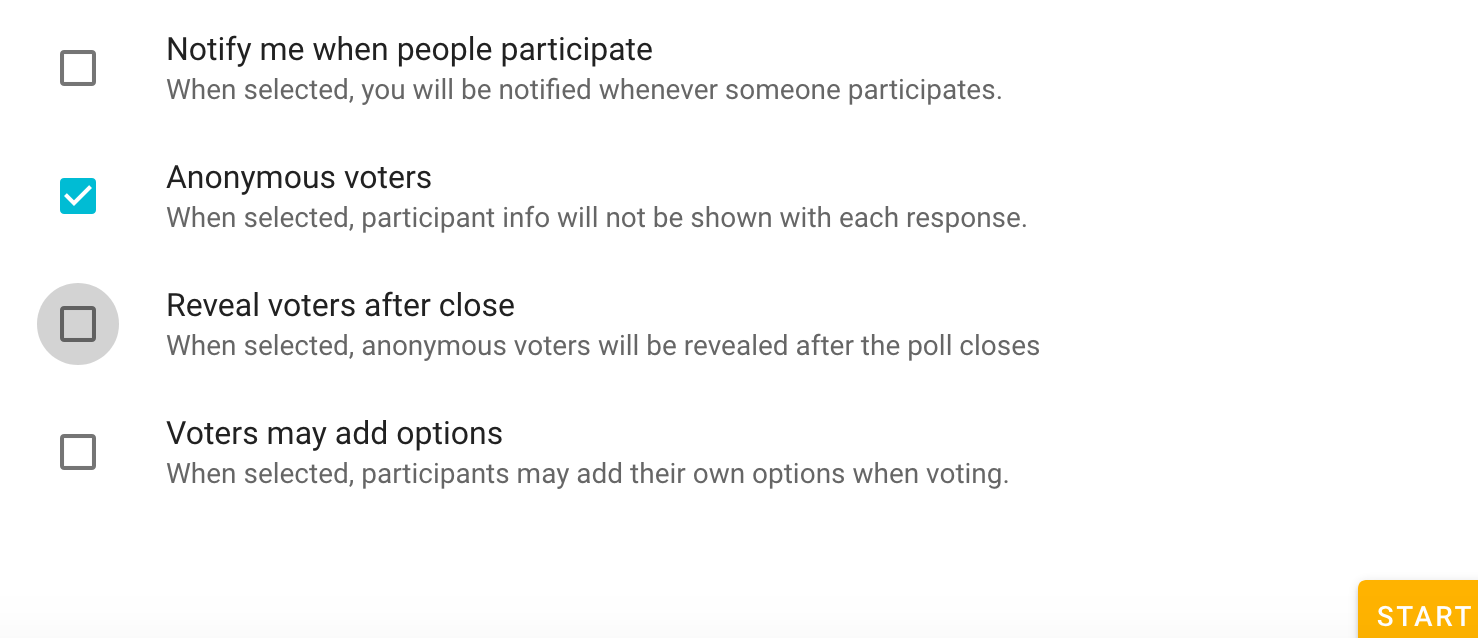 Notify me when people participate
When selected, you will be notified whenever someone participates.
Anonymous voters
When selected, participant info will not be shown with each response.
Reveal voters after close
When selected, anonymous voters will be revealed after the poll closes
Voters may add options
When selected, participants may add their own options when voting.
START